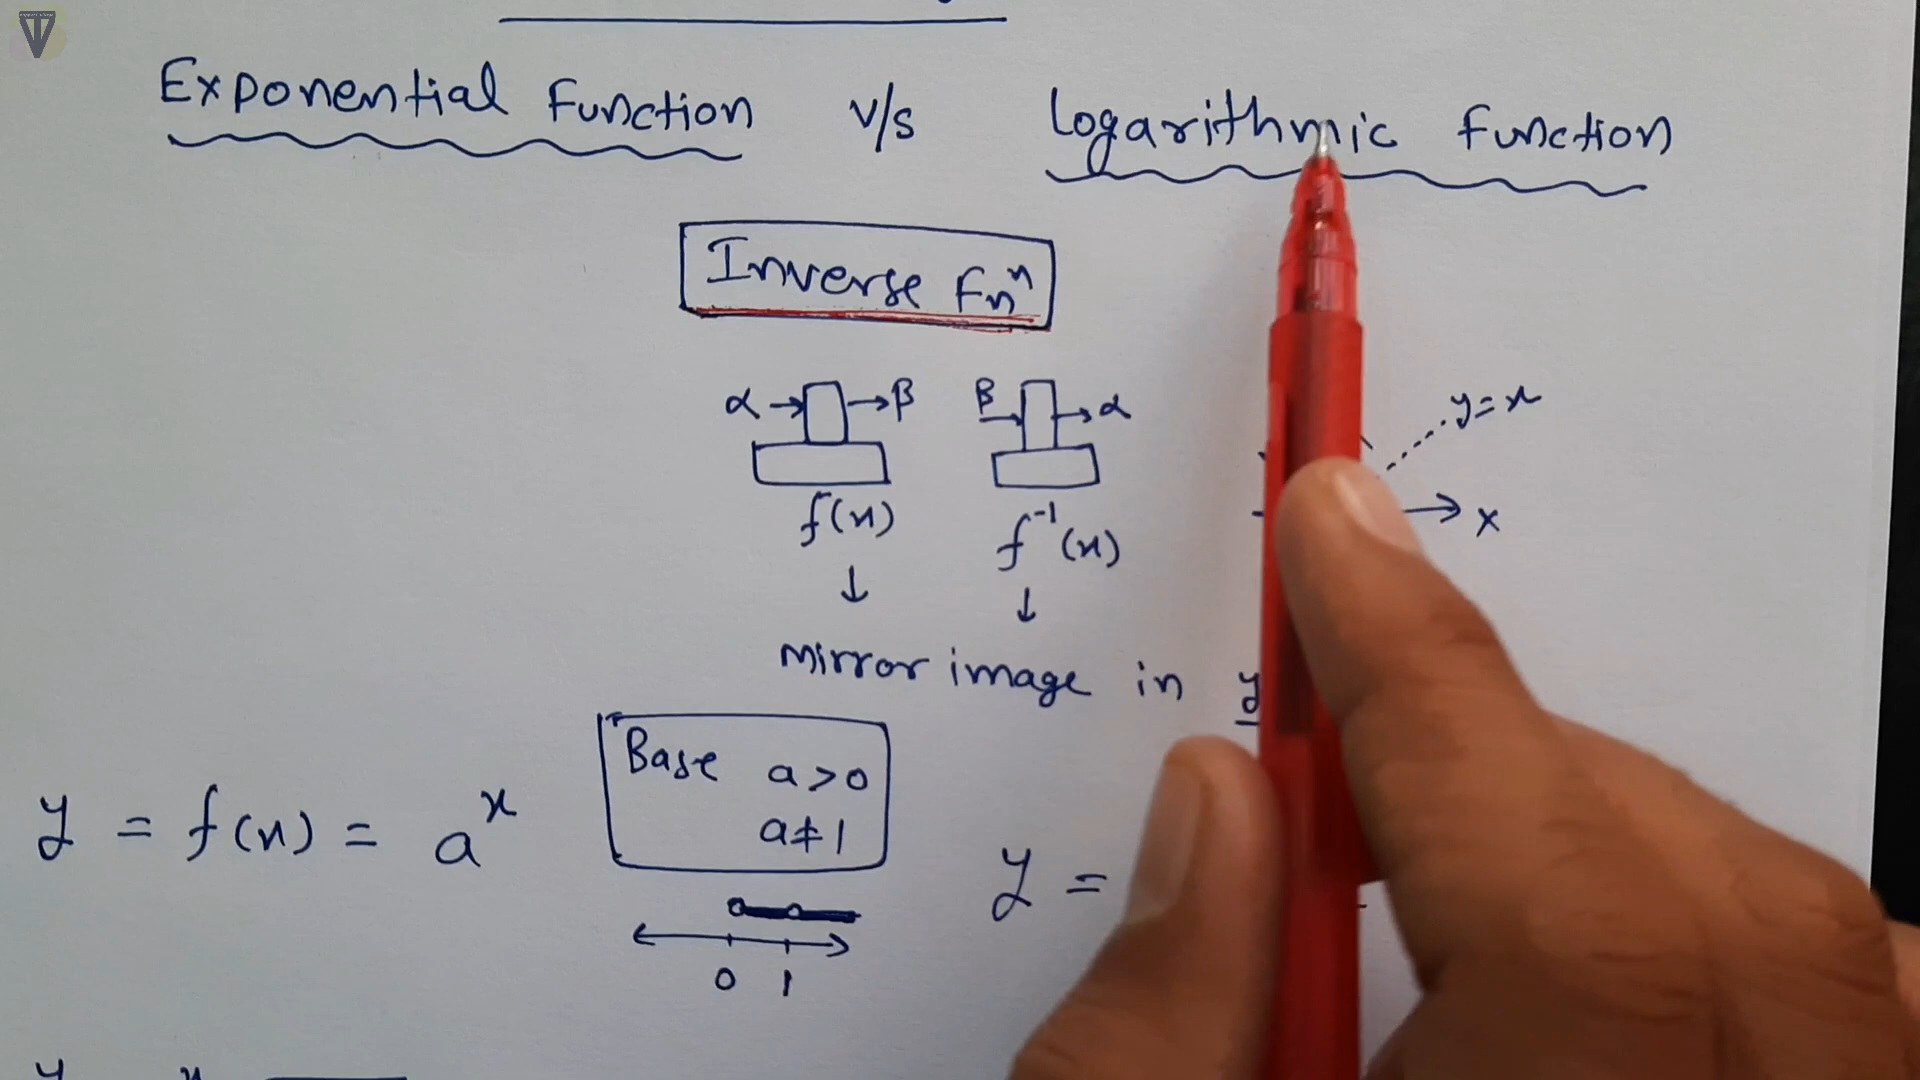 Exponential Function v/s Logarithmic Function
Inverse Fnⁿ
α → β
β → α
y=x
x
f(x)
f⁻¹(x)
↓ ↓
mirror image in y
Base a>0
a≠1
y = f(x) = aˣ
y =
0 1